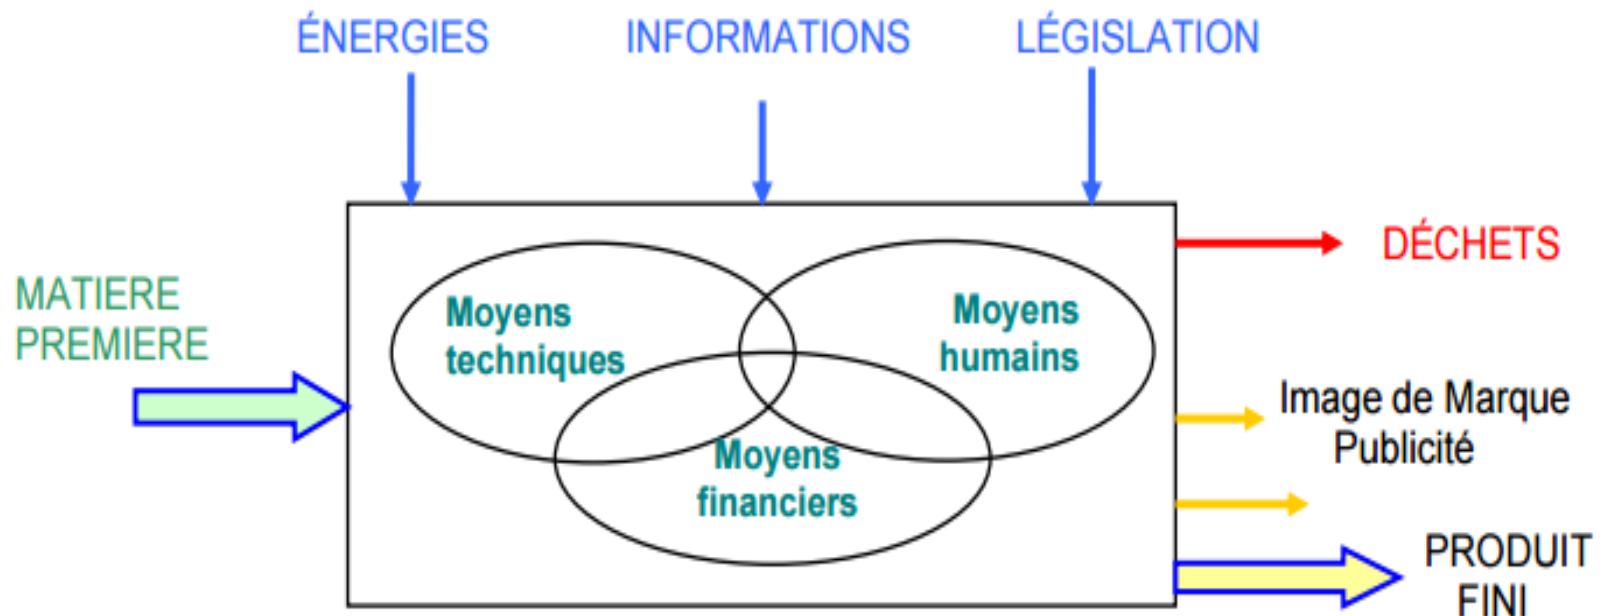 ÉNERGIES
INFORMATIONS
LÉGISLATION
DÉCHETS
MATIERE
PREMIERE
Moyens
techniques
Moyens
humains
Image de Marque
Publicité
Moyens
financiers
PRODUIT
FINI